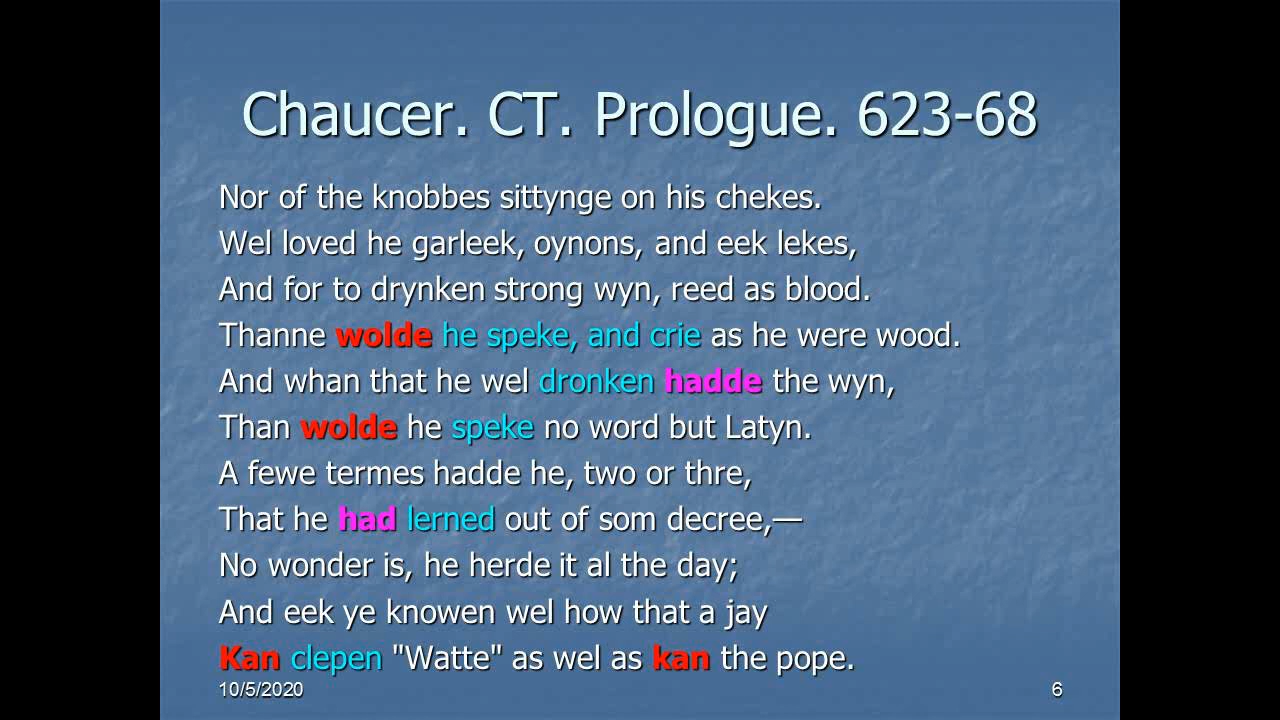 Chaucer. CT. Prologue. 623-68
Nor of the knobbes sittynge on his chekes.
Wel loved he garleek, oynons, and eek lekes,
And for to drynken strong wyn, reed as blood.
Thanne wolde he speke, and crie as he were wood.
And whan that he wel dronken hadde the wyn,
Than wolde he speke no word but Latyn.
A fewe termes hadde he, two or thre,
That he had lerned out of som decree,—
No wonder is, he herde it al the day;
And eek ye knowen wel how that a jay
Kan clepen "Watte" as wel as kan the pope.
10/5/2020 6